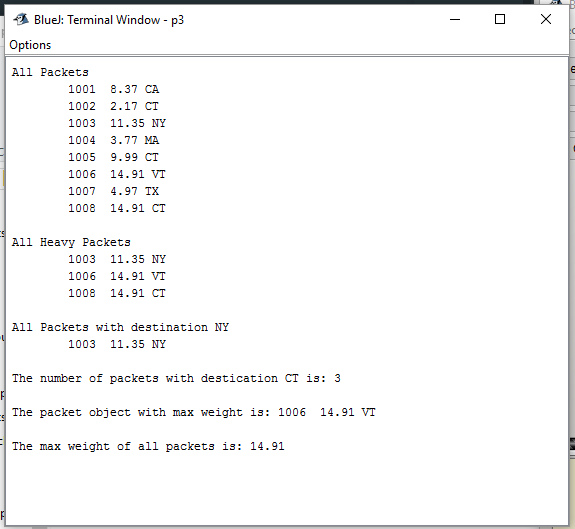 BlueJ: Terminal Window - p3
Options
All Packets
1001  8.37 CA
1002  2.17 CT
1003  11.35 NY
1004  3.77 MA
1005  9.99 CT
1006  14.91 VT
1007  4.97 TX
1008  14.91 CT
All Heavy Packets
1003  11.35 NY
1006  14.91 VT
1008  14.91 CT
All Packets with destination NY
1003  11.35 NY
The number of packets with destication CT is: 3
The packet object with max weight is: 1006  14.91 VT
The max weight of all packets is: 14.91